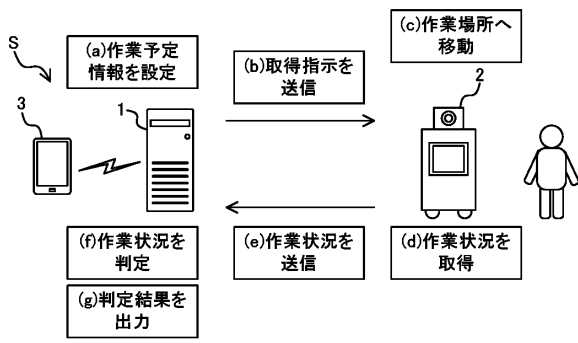 S
3
1
(a)作業予定
情報を設定
(b)取得指示を
送信
(c)作業場所へ
移動
2
(f)作業状況を
判定
(e)作業状況を
送信
(d)作業状況を
取得
(g)判定結果を
出力